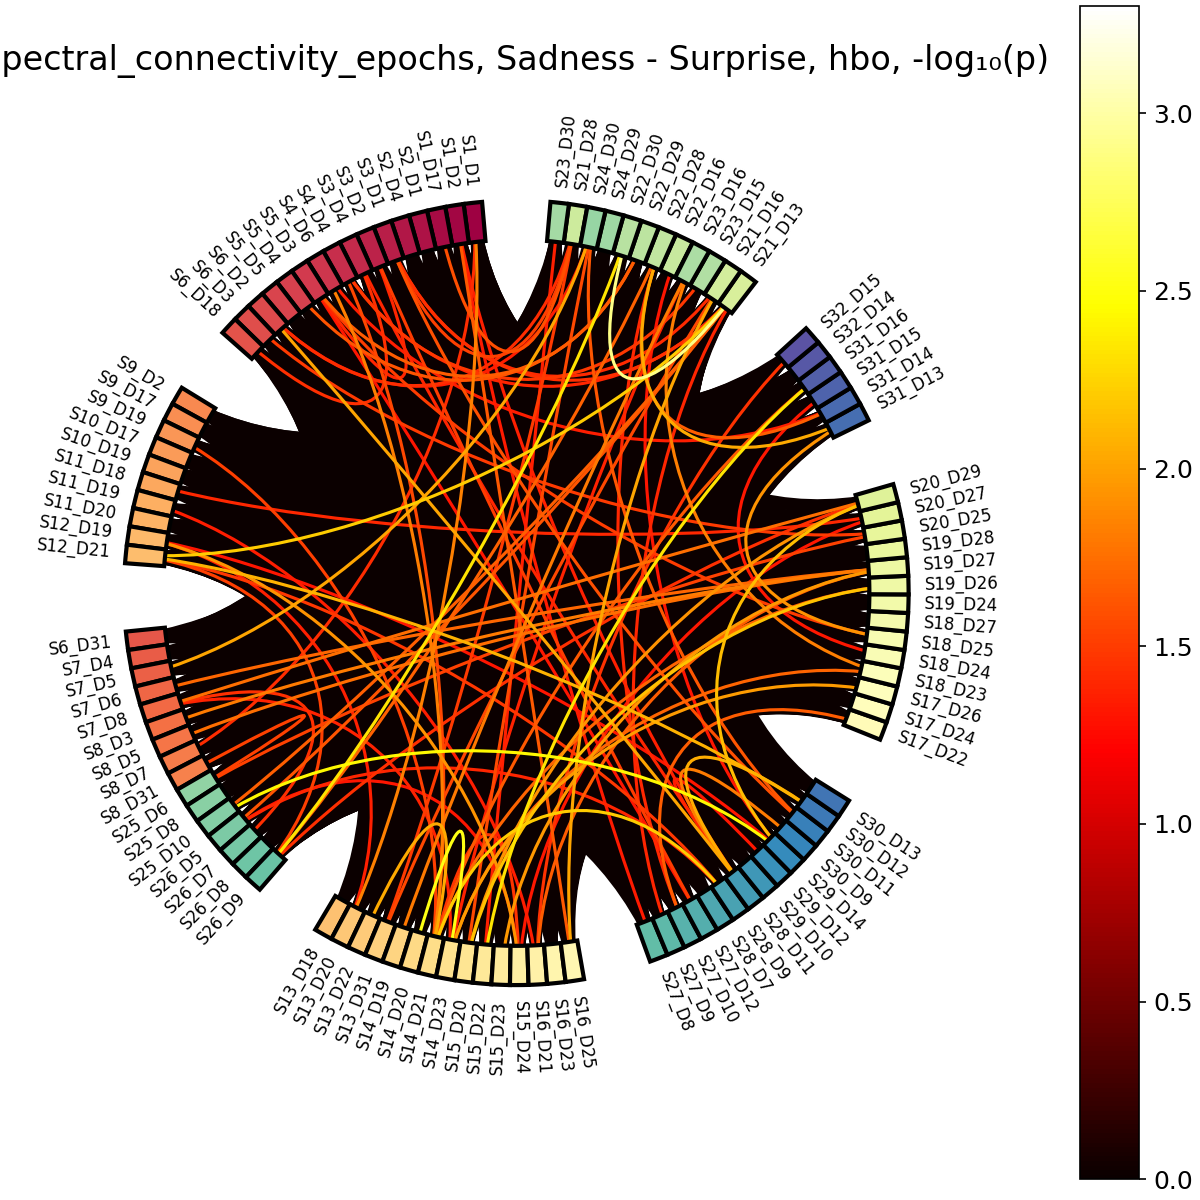 pectral_connectivity_epochs, Sadness - Surprise, hbo, -log₁₀(p)
S1_D1
S1_D2
S1_D17
S2_D1
S2_D4
S3_D1
S3_D2
S3_D4
S4_D4
S4_D6
S5_D3
S5_D4
S5_D5
S6_D2
S6_D3
S6_D18
S9_D2
S9_D17
S9_D19
S10_D17
S10_D19
S11_D18
S11_D19
S11_D20
S12_D19
S12_D21
S6_D31
S7_D4
S7_D5
S7_D6
S7_D8
S8_D3
S8_D5
S8_D7
S8_D31
S25_D6
S25_D8
S25_D10
S26_D5
S26_D7
S26_D8
S26_D9
S13_D18
S13_D20
S13_D22
S13_D31
S14_D19
S14_D20
S14_D21
S14_D23
S15_D20
S15_D22
S15_D23
S15_D24
S16_D21
S16_D23
S16_D25
S27_D8
S27_D9
S27_D10
S27_D12
S28_D7
S28_D9
S28_D11
S29_D10
S29_D12
S29_D14
S30_D9
S30_D11
S30_D12
S30_D13
S17_D22
S17_D24
S17_D26
S18_D23
S18_D24
S18_D25
S18_D27
S19_D24
S19_D26
S19_D27
S19_D28
S20_D25
S20_D27
S20_D29
S31_D13
S31_D14
S31_D15
S31_D16
S32_D14
S32_D15
S21_D13
S21_D16
S23_D15
S23_D16
S22_D16
S22_D28
S22_D29
S22_D30
S24_D29
S24_D30
S21_D28
S23_D30
3.0
2.5
2.0
1.5
1.0
0.5
0.0